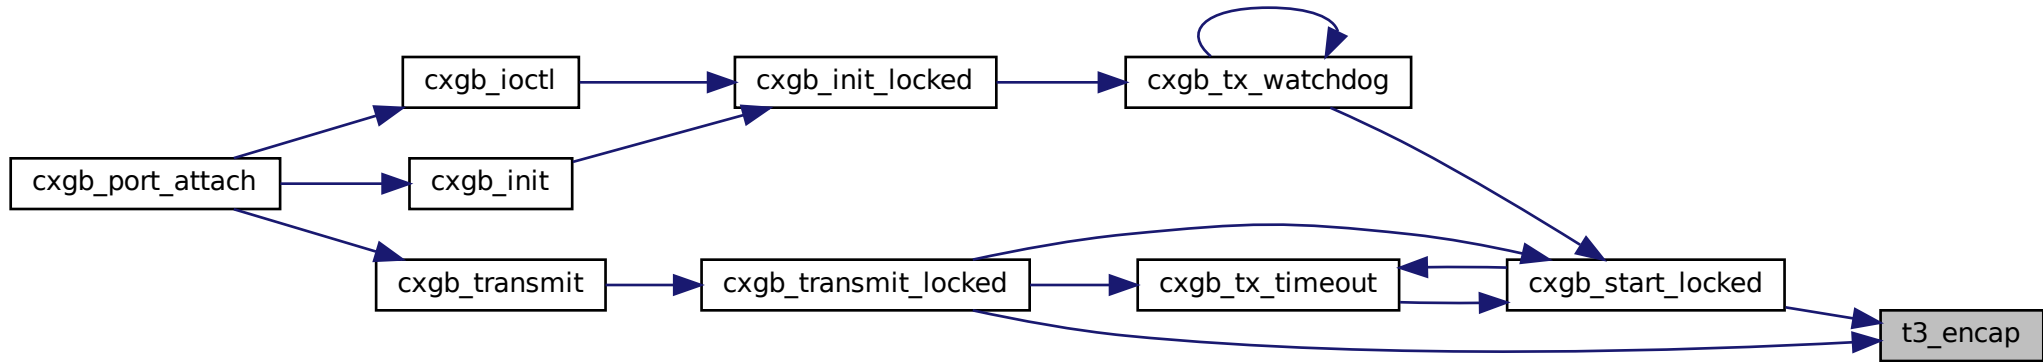 cxgb_ioctl
cxgb_init_locked
cxgb_tx_watchdog
cxgb_port_attach
cxgb_init
cxgb_transmit
cxgb_transmit_locked
cxgb_tx_timeout
cxgb_start_locked
t3_encap